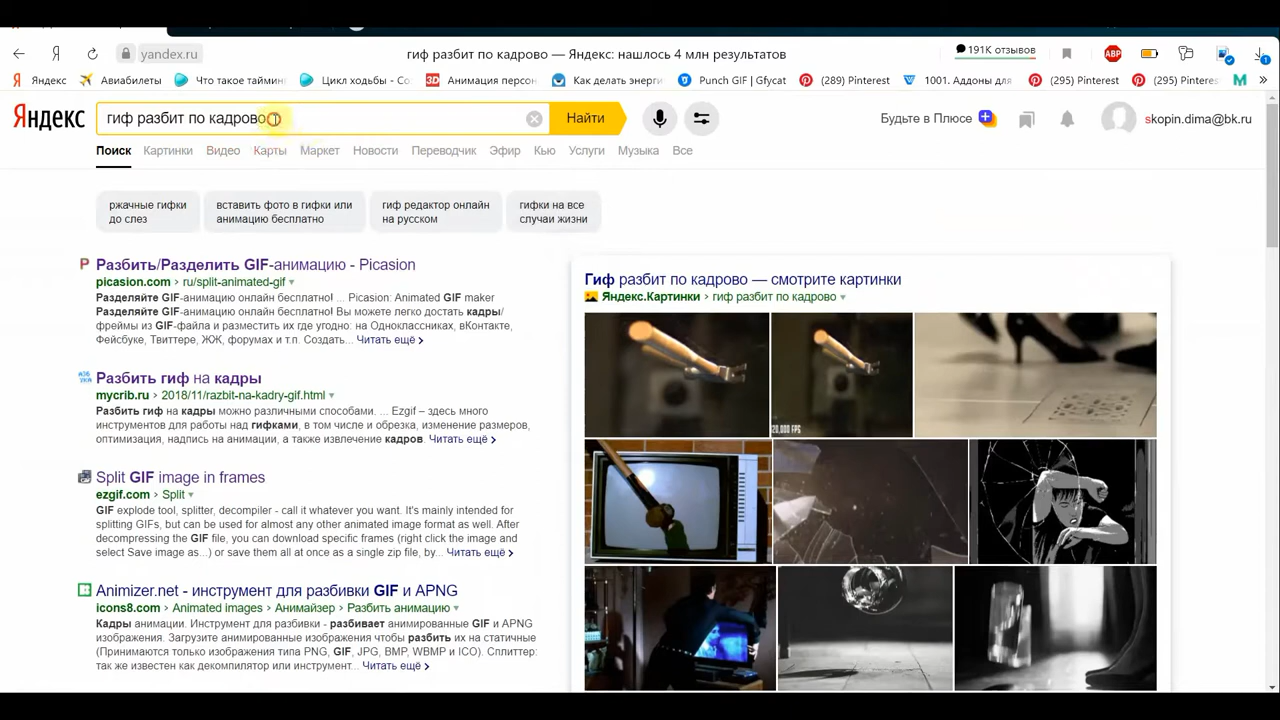 yandex.ru
гиф разбит по кадрово — Яндекс: нашлось 4 млн результатов
191K отзывов
ABP
Яндекс
Авиабилеты
Что такое таймин
Цикл ходьбы - Со
Анимация персон
Как делать энерги
Punch GIF | Gfycat
(289) Pinterest
1001. Аддоны для
(295) Pinterest
(295) Pinterest
Яндекс
гиф разбит по кадрово
Найти
Будьте в Плюсе
skopin.dima@bk.ru
Поиск
Картинки
Видео
Карты
Маркет
Новости
Переводчик
Эфир
Кью
Услуги
Музыка
Все
ржачные гифки
до слез
вставить фото в гифки или
анимацию бесплатно
гиф редактор онлайн
на русском
гифки на все
случаи жизни
Разбить/Разделить GIF-анимацию - Picasion
picasion.com › ru/split-animated-gif
Разделяйте GIF-анимацию онлайн бесплатно! ... Picasion: Animated GIF maker
Разделяйте GIF-анимацию онлайн бесплатно! Вы можете легко достать кадры/
фреймы из GIF-файла и разместить их где угодно: на Одноклассниках, вКонтакте,
Фейсбуке, Твиттере, ЖЖ, форумах и т.п. Создать... Читать ещё ›
Разбить гиф на кадры
mycrib.ru › 2018/11/razbit-na-kadry-gif.html
Разбить гиф на кадры можно различными способами. ... Ezgif – здесь много
инструментов для работы над гифками, в том числе и обрезка, изменение размеров,
оптимизация, надпись на анимации, а также извлечение кадров. Читать ещё ›
Split GIF image in frames
ezgif.com › Split
GIF explode tool, splitter, decompiler - call it whatever you want. It's mainly intended for
splitting GIFs, but can be used for almost any other animated image format as well. After
decompressing the GIF file, you can download specific frames (right click the image and
select Save image as...) or save them all at once as a single zip file, by... Читать ещё ›
Animizer.net - инструмент для разбивки GIF и APNG
icons8.com › Animated images › Анимайзер › Разбить анимацию
Кадры анимации. Инструмент для разбивки - разбивает анимированные GIF и APNG
изображения. Загрузите анимированные изображения чтобы разбить их на статичные
(Принимаются только изображения типа PNG, GIF, JPG, BMP, WBMP и ICO). Сплиттер:
так же известен как декомпилятор или инструмент... Читать ещё ›
Гиф разбит по кадрово — смотрите картинки
Яндекс.Картинки › гиф разбит по кадрово
20,000 FPS